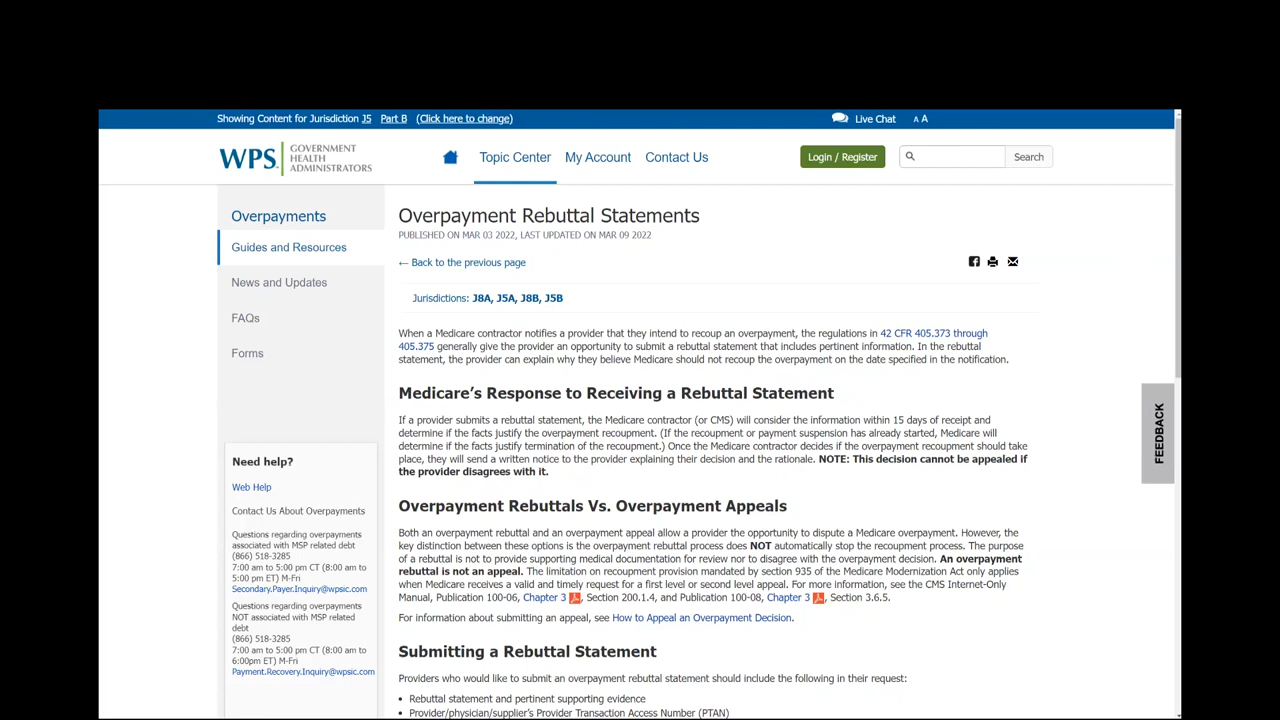 Showing Content for Jurisdiction J5 Part B (Click here to change) Live Chat A A
WPS GOVERNMENT HEALTH ADMINISTRATORS
Topic Center My Account Contact Us Login / Register Search
Overpayments
Guides and Resources
News and Updates
FAQs
Forms
Need help?
Web Help
Contact Us About Overpayments
Questions regarding overpayments
associated with MSP related debt
(866) 518-3285
7:00 am to 5:00 pm CT (8:00 am to
5:00 pm ET) M-Fri
Secondary.Payer.Inquiry@wpsic.com
Questions regarding overpayments
NOT associated with MSP related
debt
(866) 518-3285
7:00 am to 5:00 pm CT (8:00 am to
6:00pm ET) M-Fri
Payment.Recovery.Inquiry@wpsic.com
Overpayment Rebuttal Statements
PUBLISHED ON MAR 03 2022, LAST UPDATED ON MAR 09 2022
← Back to the previous page
Jurisdictions: J8A, J5A, J8B, J5B
When a Medicare contractor notifies a provider that they intend to recoup an overpayment, the regulations in 42 CFR 405.373 through
405.375 generally give the provider an opportunity to submit a rebuttal statement that includes pertinent information. In the rebuttal
statement, the provider can explain why they believe Medicare should not recoup the overpayment on the date specified in the notification.
Medicare's Response to Receiving a Rebuttal Statement
If a provider submits a rebuttal statement, the Medicare contractor (or CMS) will consider the information within 15 days of receipt and
determine if the facts justify the overpayment recoupment. (If the recoupment or payment suspension has already started, Medicare will
determine if the facts justify termination of the recoupment.) Once the Medicare contractor decides if the overpayment recoupment should take
place, they will send a written notice to the provider explaining their decision and the rationale. NOTE: This decision cannot be appealed if
the provider disagrees with it.
Overpayment Rebuttals Vs. Overpayment Appeals
Both an overpayment rebuttal and an overpayment appeal allow a provider the opportunity to dispute a Medicare overpayment. However, the
key distinction between these options is the overpayment rebuttal process does NOT automatically stop the recoupment process. The purpose
of a rebuttal is not to provide supporting medical documentation for review nor to disagree with the overpayment decision. An overpayment
rebuttal is not an appeal. The limitation on recoupment provision mandated by section 935 of the Medicare Modernization Act only applies
when Medicare receives a valid and timely request for a first level or second level appeal. For more information, see the CMS Internet-Only
Manual, Publication 100-06, Chapter 3, Section 200.1.4, and Publication 100-08, Chapter 3, Section 3.6.5.
For information about submitting an appeal, see How to Appeal an Overpayment Decision.
Submitting a Rebuttal Statement
Providers who would like to submit an overpayment rebuttal statement should include the following in their request:
• Rebuttal statement and pertinent supporting evidence
• Provider/physician/supplier's Provider Transaction Access Number (PTAN)
FEEDBACK